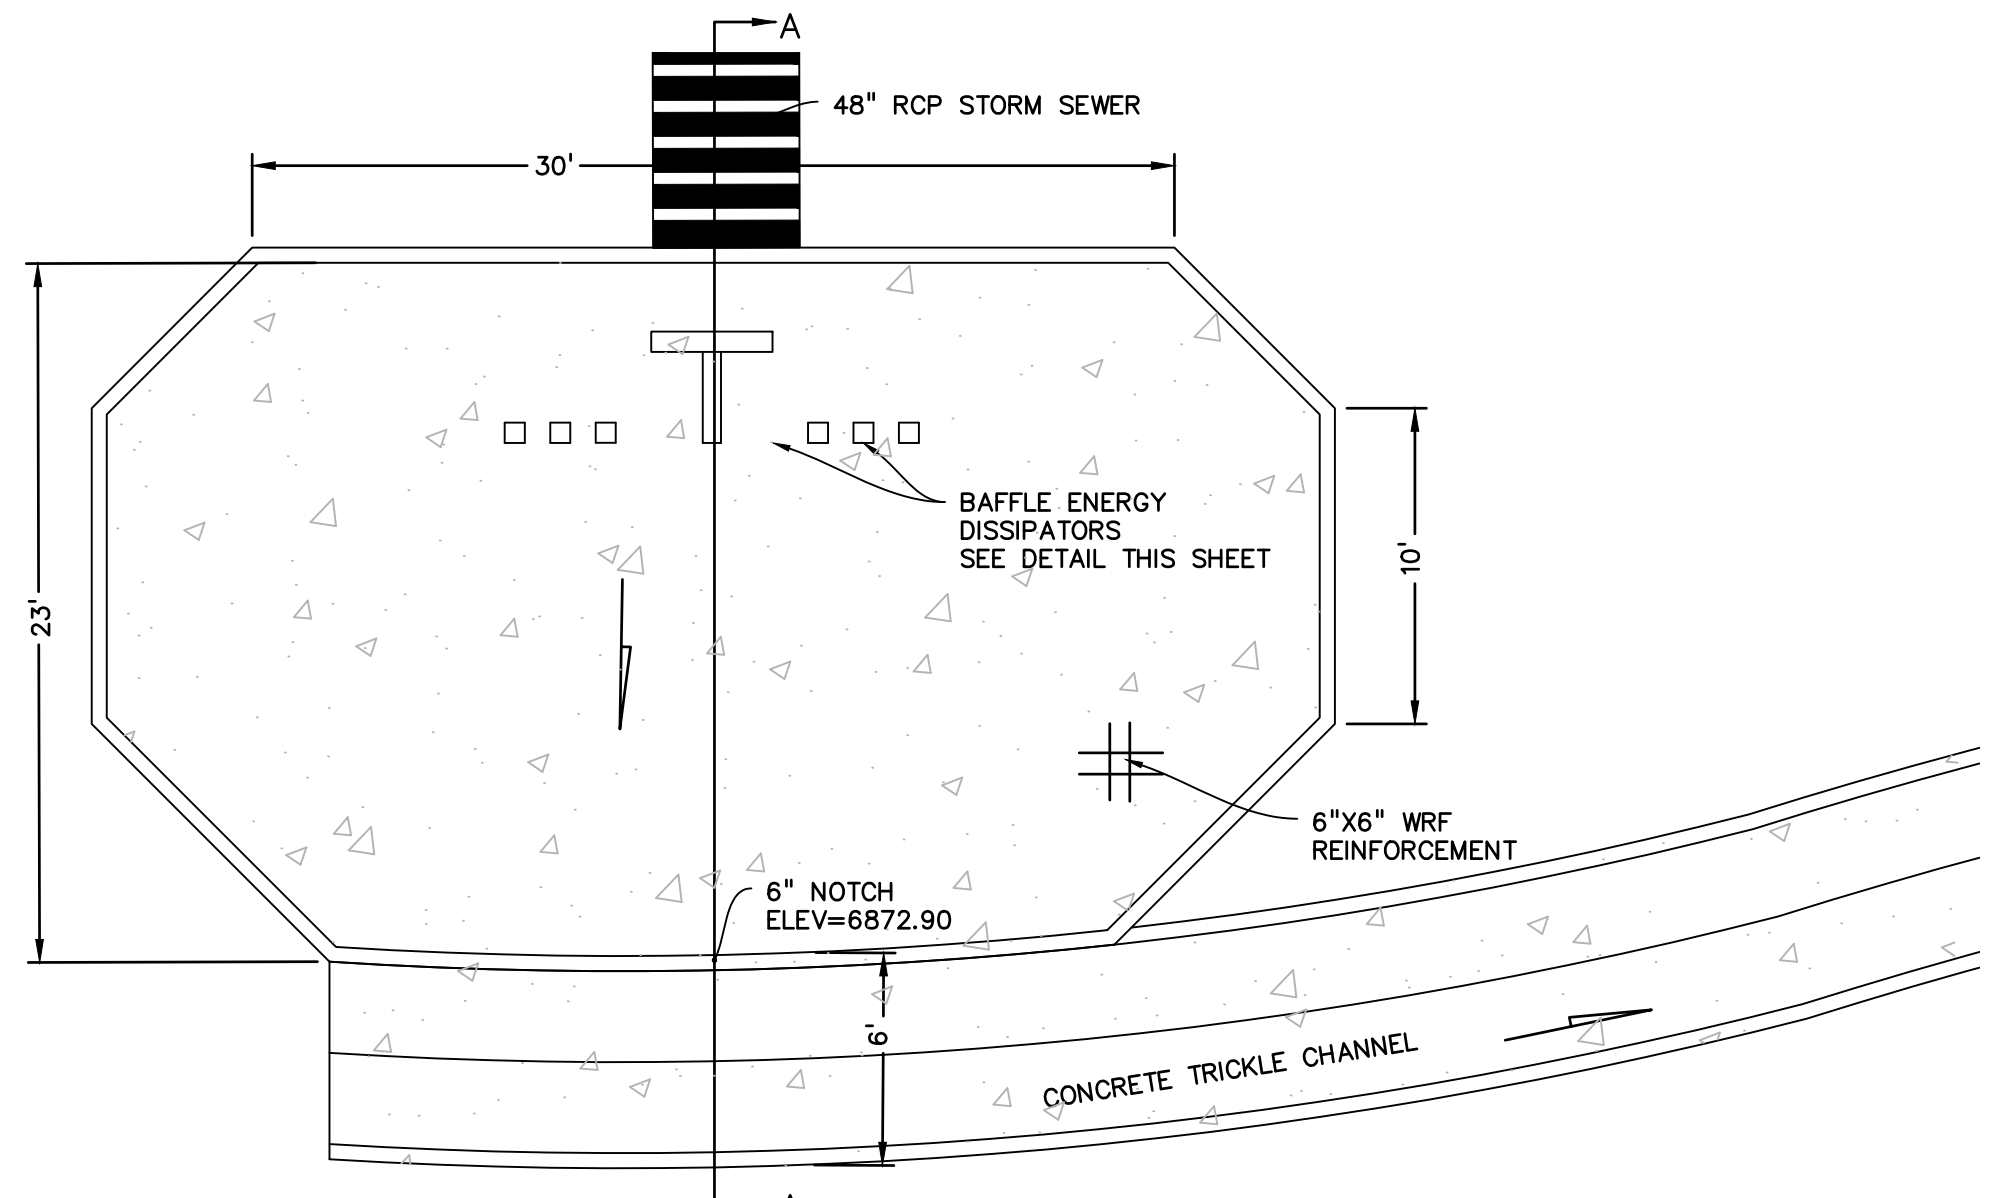 A
48" RCP STORM SEWER
30'
BAFFLE ENERGY
DISSIPATORS
SEE DETAIL THIS SHEET
10'
23'
6"X6" WRF
REINFORCEMENT
6" NOTCH
ELEV=6872.90
6'
CONCRETE TRICKLE CHANNEL